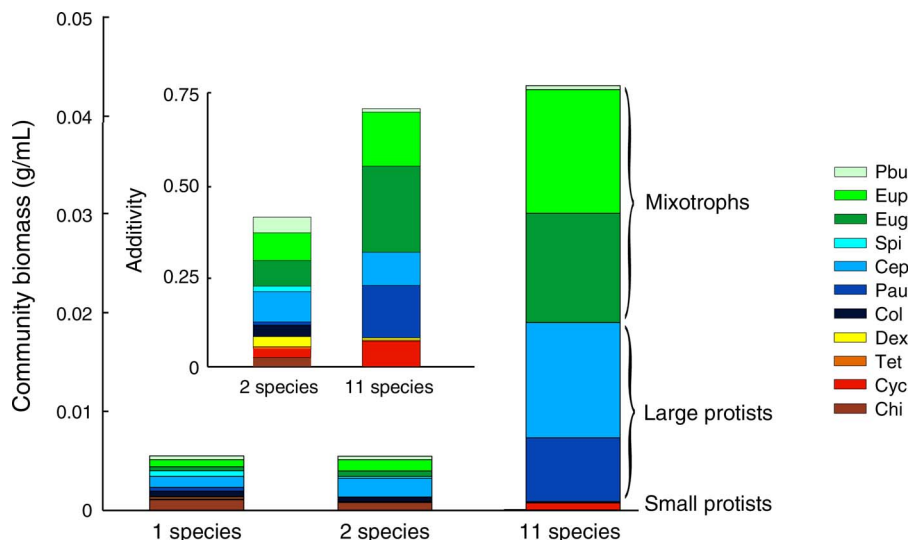 Community biomass (g/mL)
0.05
0.04
0.03
0.02
0.01
0
Additivity
0.75
0.50
0.25
0
2 species
11 species
1 species
2 species
11 species
Mixotrophs
Large protists
Small protists
Pbu
Eup
Eug
Spi
Cep
Pau
Col
Dex
Tet
Cyc
Chi